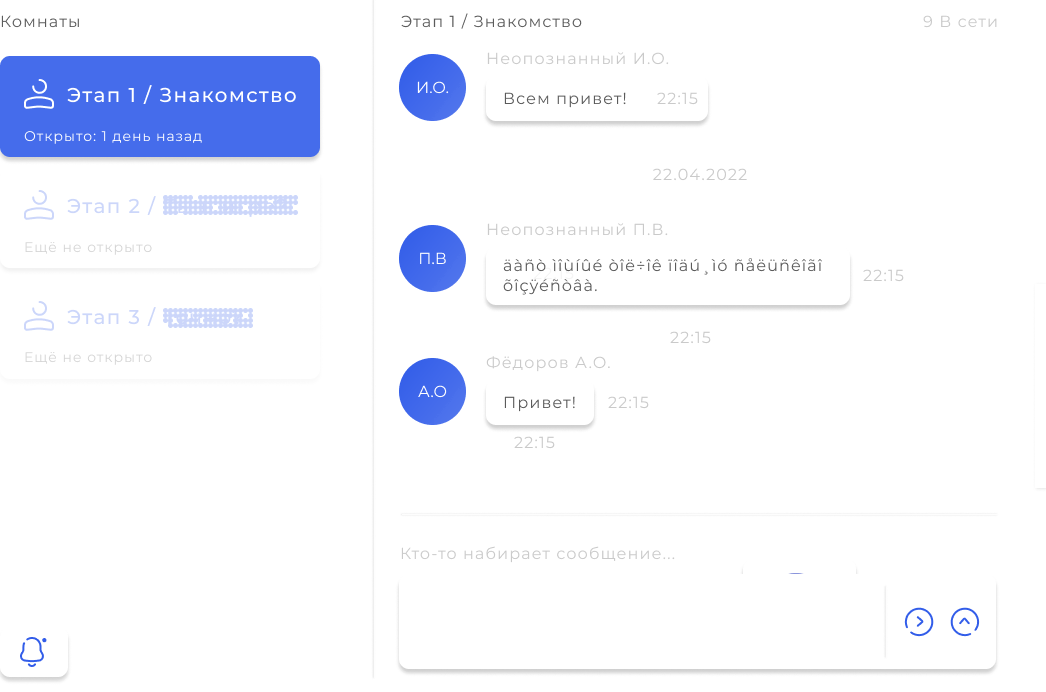 Комнаты
Этап 1 / Знакомство
Открыто: 1 день назад
Этап 2 /
Ещё не открыто
Этап 3 /
Ещё не открыто
Этап 1 / Знакомство
9 В сети
Неопознанный И.О.
И.О.
Всем привет!
22:15
22.04.2022
Неопознанный П.В.
П.В
äàñò ìîùíûé òîë÷îê ïîäú¸ìó ñåëüñêîãî
õîçÿéñòâà.
22:15
22:15
Фёдоров А.О.
А.О
Привет!
22:15
22:15
Кто-то набирает сообщение...